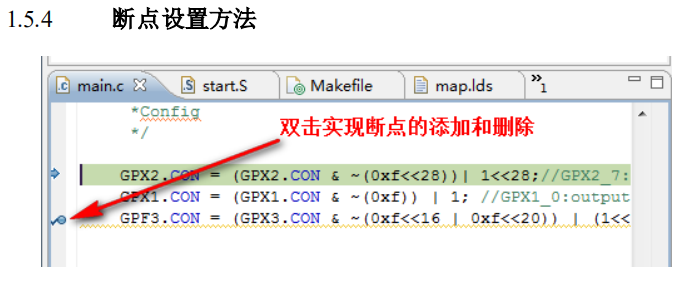 1.5.4 断点设置方法
main.c start.S Makefile map.lds »1
*Config
*/
双击实现断点的添加和删除
GPX2.CON = (GPX2.CON & ~(0xf<<28))| 1<<28;//GPX2_7:
GPX1.CON = (GPX1.CON & ~(0xf)) | 1; //GPX1_0:output
GPF3.CON = (GPX3.CON & ~(0xf<<16 | 0xf<<20)) | (1<<